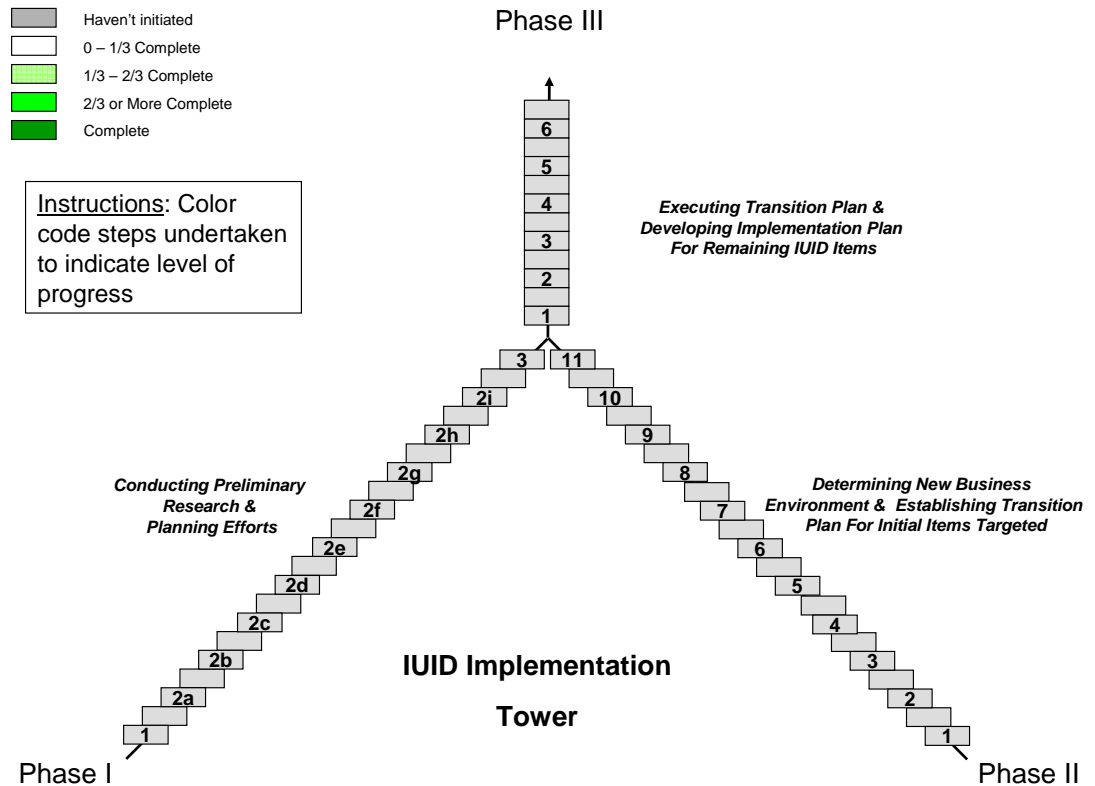 Haven't initiated
0 – 1/3 Complete
1/3 – 2/3 Complete
2/3 or More Complete
Complete
Phase III
Instructions: Color
code steps undertaken
to indicate level of
progress
6
5
4
3
2
1
Executing Transition Plan &
Developing Implementation Plan
For Remaining IUID Items
3
2i
2h
2g
2f
2e
2d
2c
2b
2a
1
Conducting Preliminary
Research &
Planning Efforts
11
10
9
8
7
6
5
4
3
2
1
Determining New Business
Environment & Establishing Transition
Plan For Initial Items Targeted
IUID Implementation
Tower
Phase I
Phase II